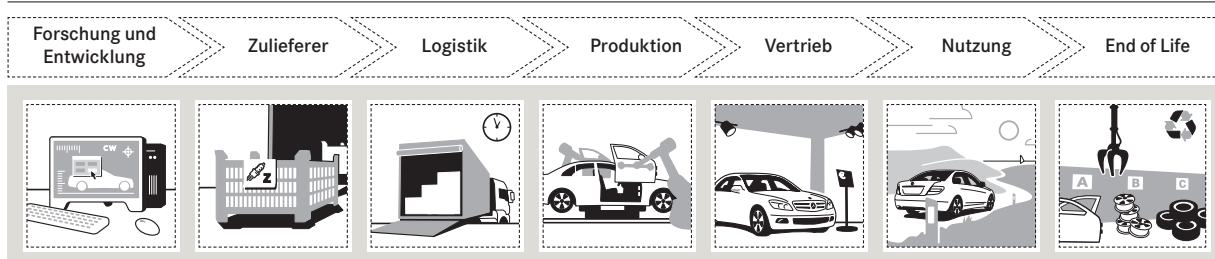 Forschung und
Entwicklung
Zulieferer
Logistik
Produktion
Vertrieb
Nutzung
End of Life
CW
Z
A
B
C